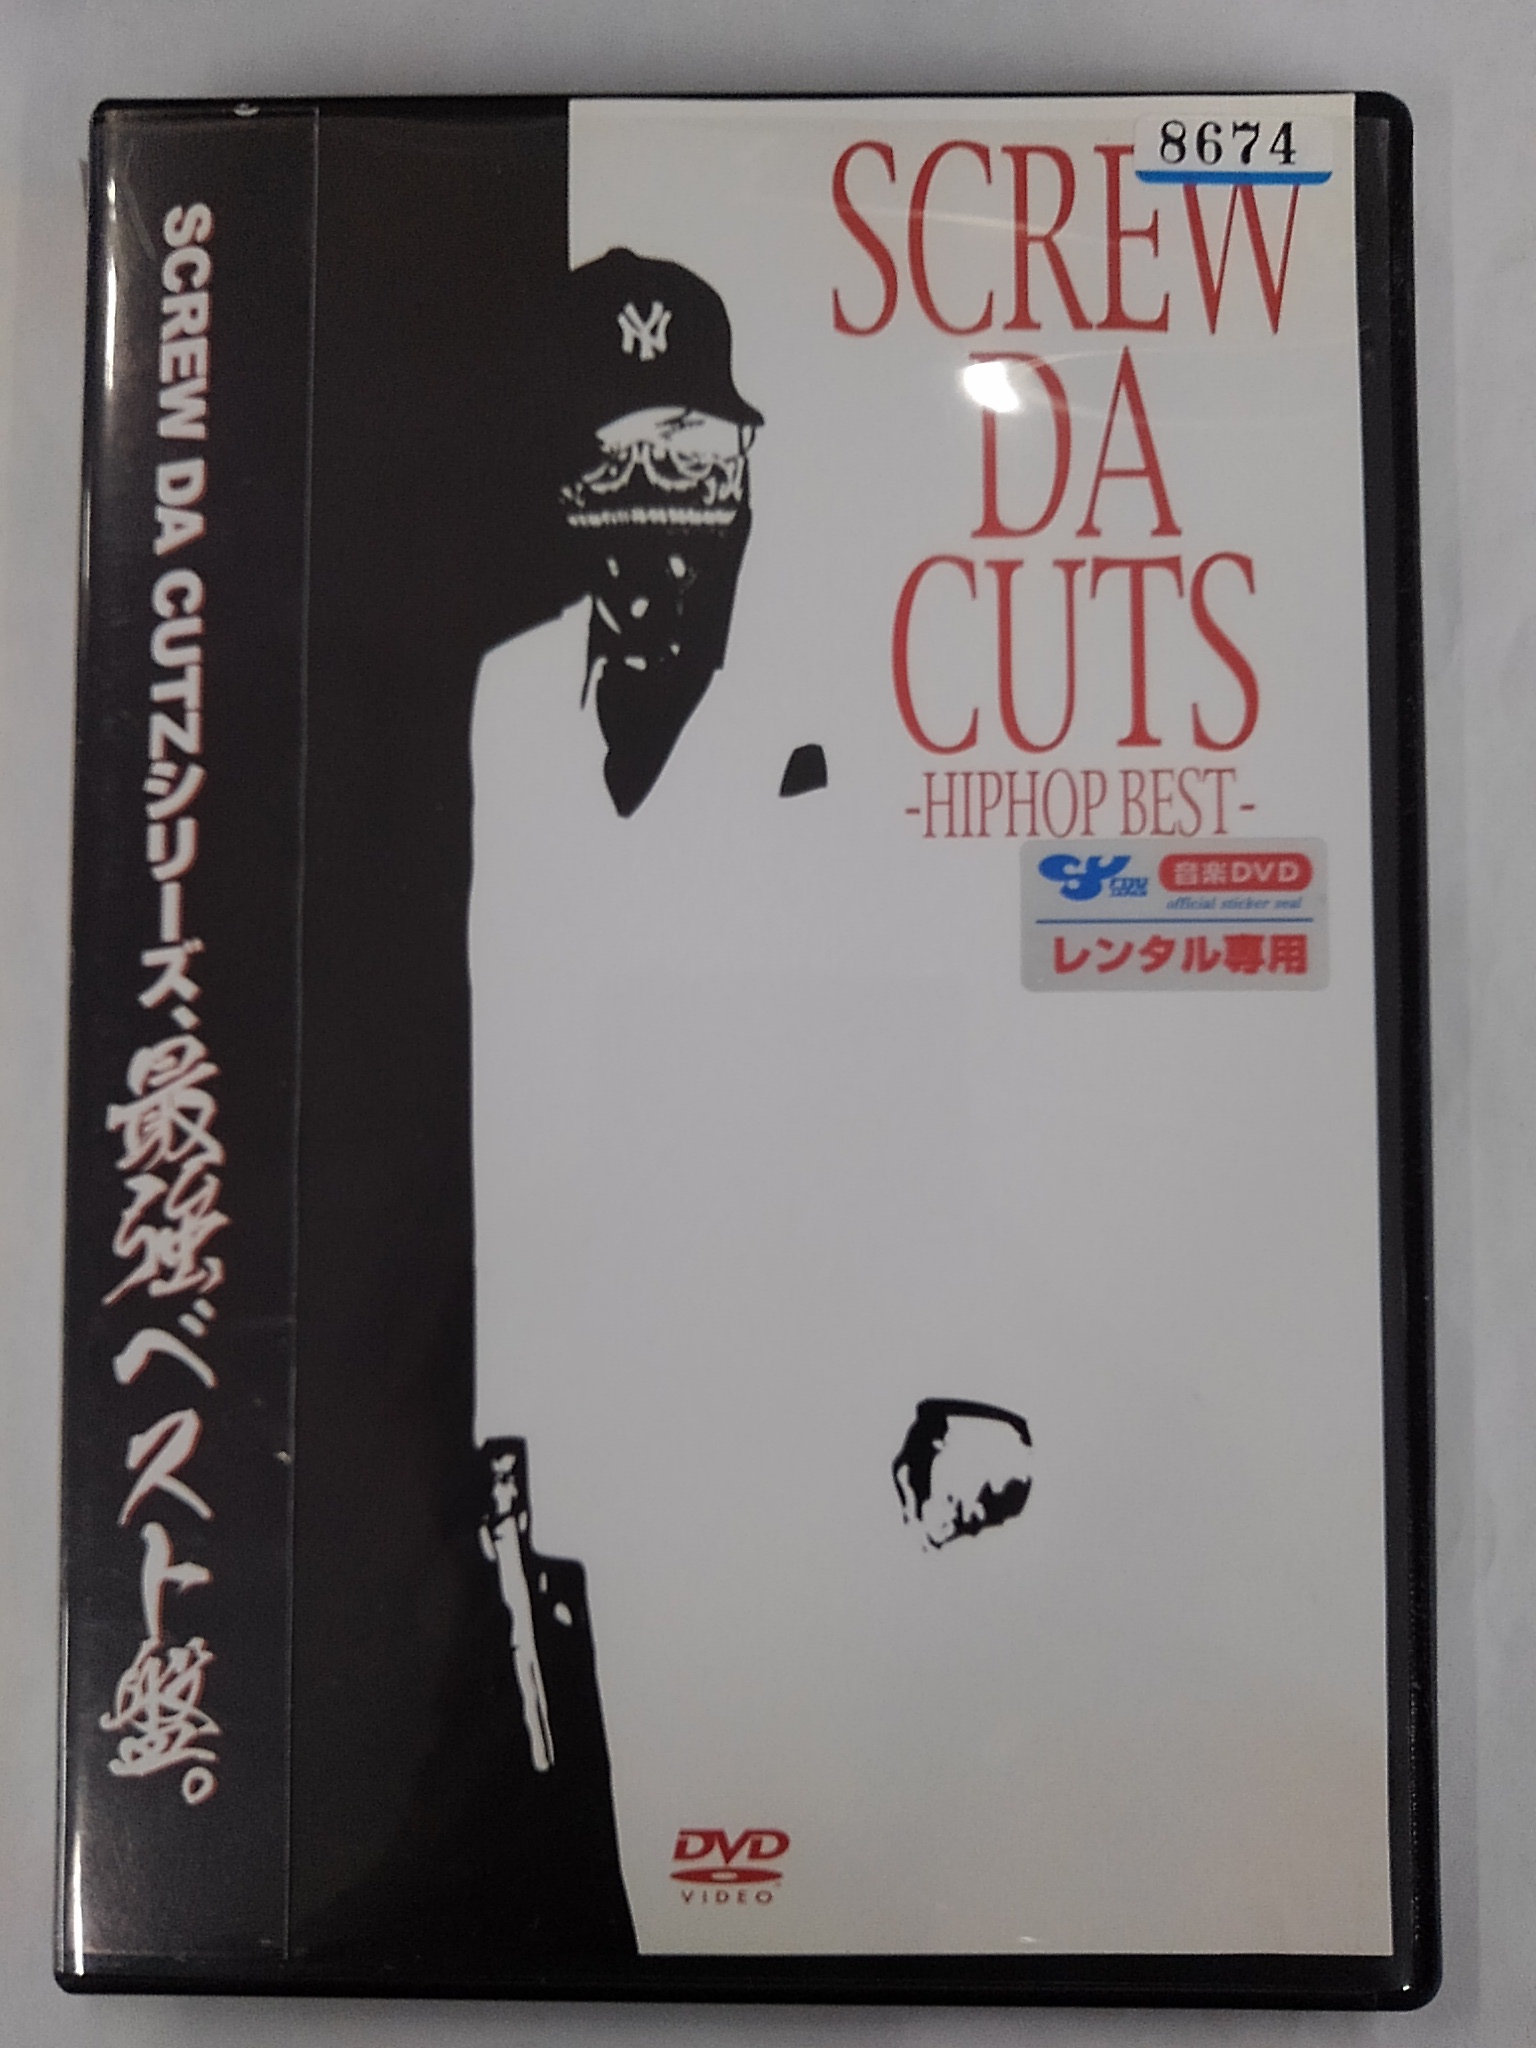 8674
SCREW
DA
CUTS
-HIPHOP BEST-
音楽DVD
official sticker seal
レンタル専用
SCREW DA CUTZシリーズ、最強ベスト盤。
NY
DVD
VIDEO